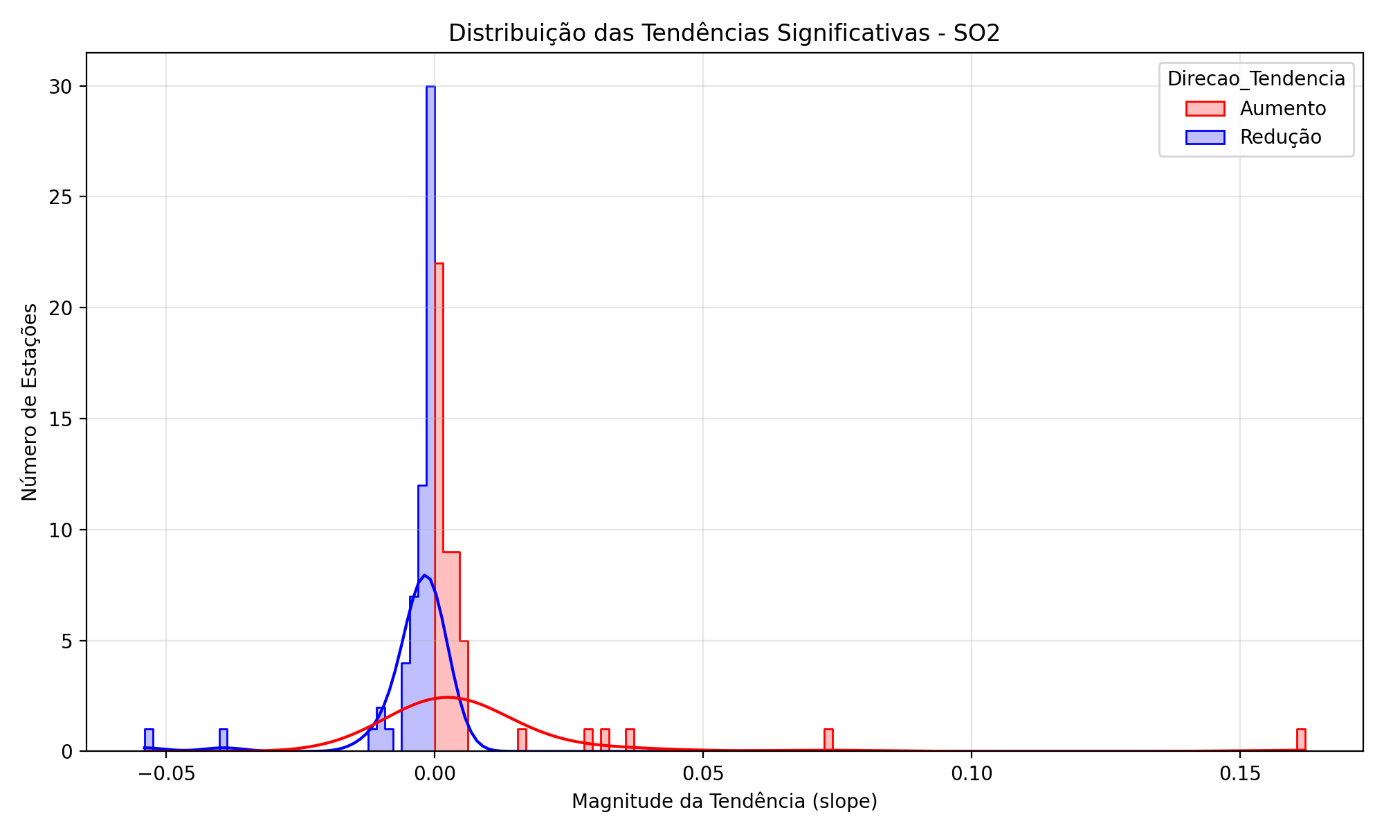 Distribuição das Tendências Significativas - SO2
Direcao_Tendencia
Aumento
Redução
Número de Estações
30
25
20
15
10
5
0
−0.05
0.00
0.05
0.10
0.15
Magnitude da Tendência (slope)